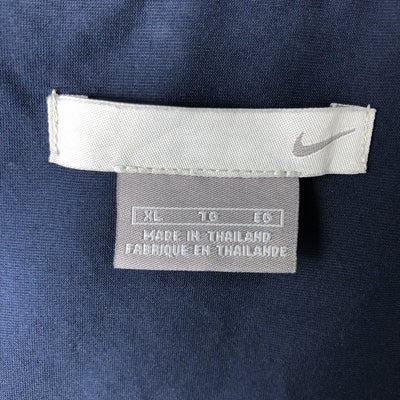 XL TG EG
MADE IN THAILAND
FABRIQUE EN THAILANDE